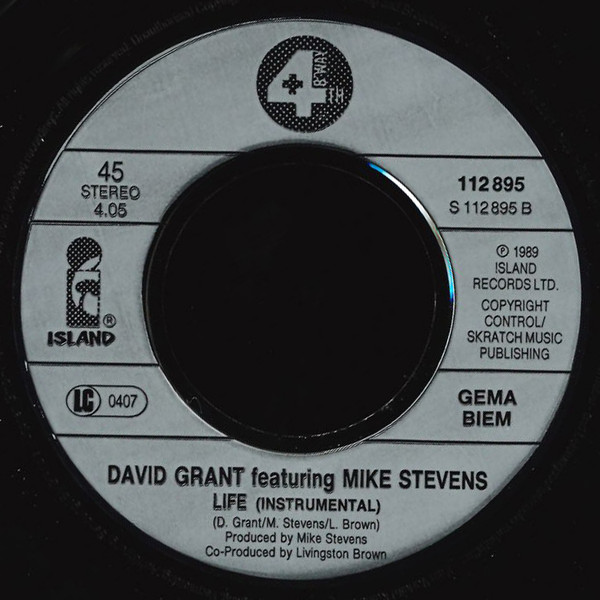 4
B'WAY
45
STEREO
4.05
112 895
S 112 895 B
ISLAND®
℗ 1989
ISLAND
RECORDS LTD.
COPYRIGHT
CONTROL/
SKRATCH MUSIC
PUBLISHING
LC 0407
GEMA
BIEM
DAVID GRANT featuring MIKE STEVENS
LIFE (INSTRUMENTAL)
(D. Grant/M. Stevens/L. Brown)
Produced by Mike Stevens
Co-Produced by Livingston Brown